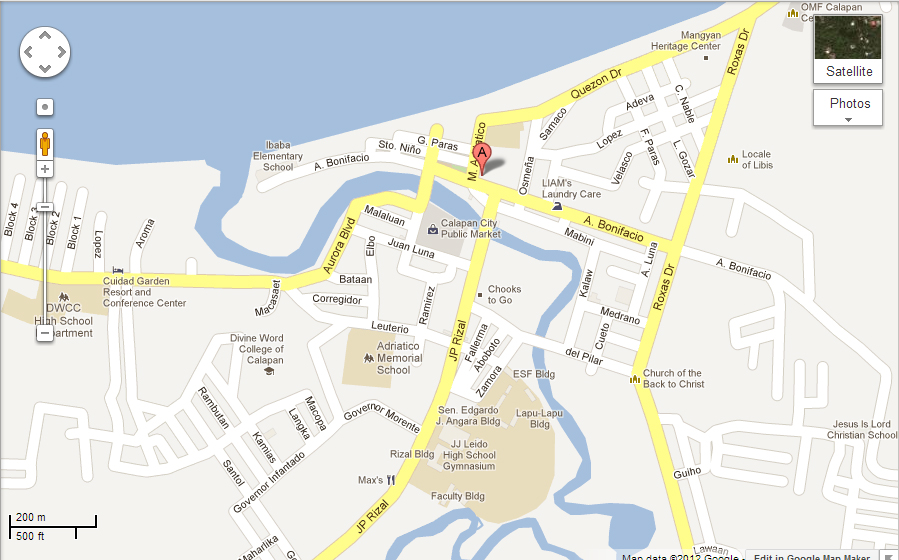 OMF Calapan
Ce
Mangyan
Heritage Center
Roxas Dr
Satellite
Photos
Quezon Dr
C. Nable
Adeva
Samaco
Lopez
F. Paras
L. Gozar
Velasco
Locale
of Libis
G. Paras
Sto. Niño
A. Bonifacio
Ibaba
Elementary
School
A
Osmeña
LIAM's
Laundry Care
A. Bonifacio
Mabini
A. Luna
A. Bonifacio
Roxas Dr
Block 4
Block 3
Block 2
Block 1
Lopez
Aroma
Malaluan
Aurora Blvd
Elbo
Juan Luna
Calapan City
Public Market
Bataan
Corregidor
Macasaet
Ramirez
Cuidad Garden
Resort and
Conference Center
DWCC
High School
Department
Chooks
to Go
Kalaw
Medrano
Cueto
del Pilar
Leuterio
JP Rizal
Fallerma
Aboboto
Zamora
Divine Word
College of
Calapan
Adriatico
Memorial
School
ESF Bldg
Church of the
Back to Christ
Rambutan
Kamias
Langka
Macopa
Governor Morente
Sen. Edgardo
J. Angara Bldg
Lapu-Lapu
Bldg
Jesus Is Lord
Christian School
Santol
Governor Infantado
Rizal Bldg
JJ Leido
High School
Gymnasium
Max's
Faculty Bldg
Guiho
JP Rizal
Maharlika
Lawaan
200 m
500 ft
Map data ©2012 Google - Edit in Google Map Maker